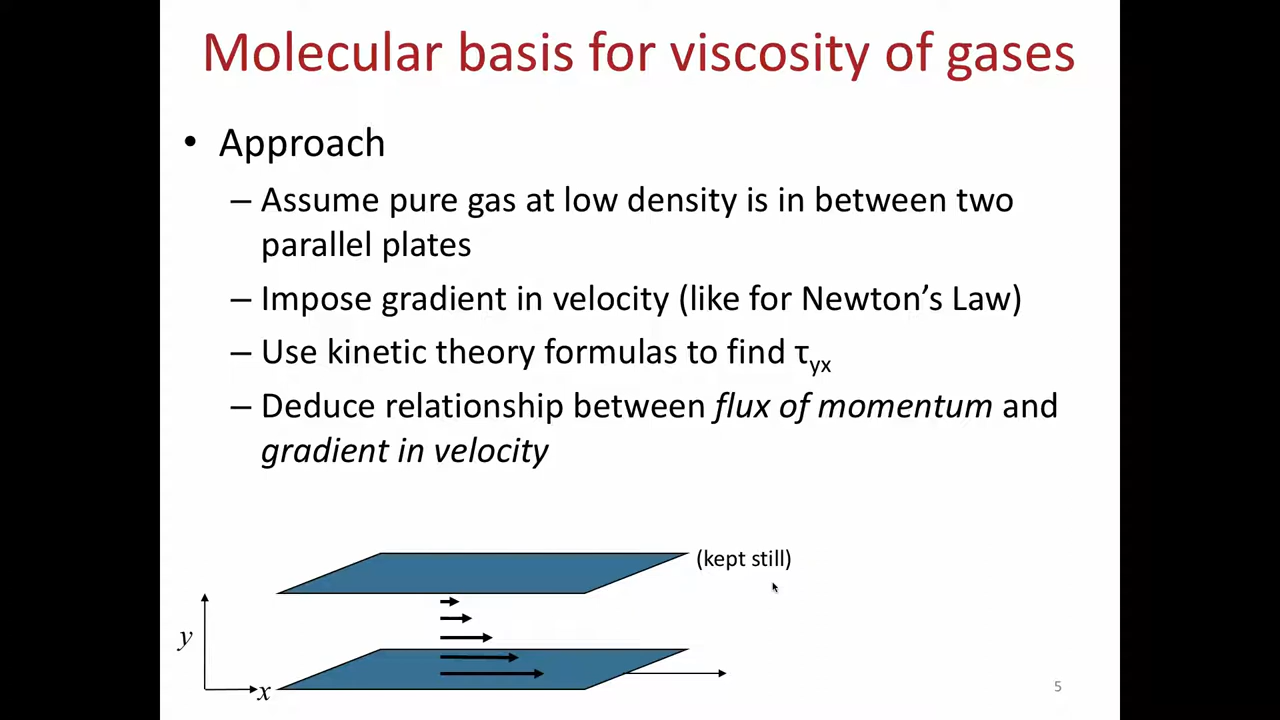 Molecular basis for viscosity of gases
• Approach
– Assume pure gas at low density is in between two
parallel plates
– Impose gradient in velocity (like for Newton’s Law)
– Use kinetic theory formulas to find τyx
– Deduce relationship between flux of momentum and
gradient in velocity
(kept still)
y
x
5